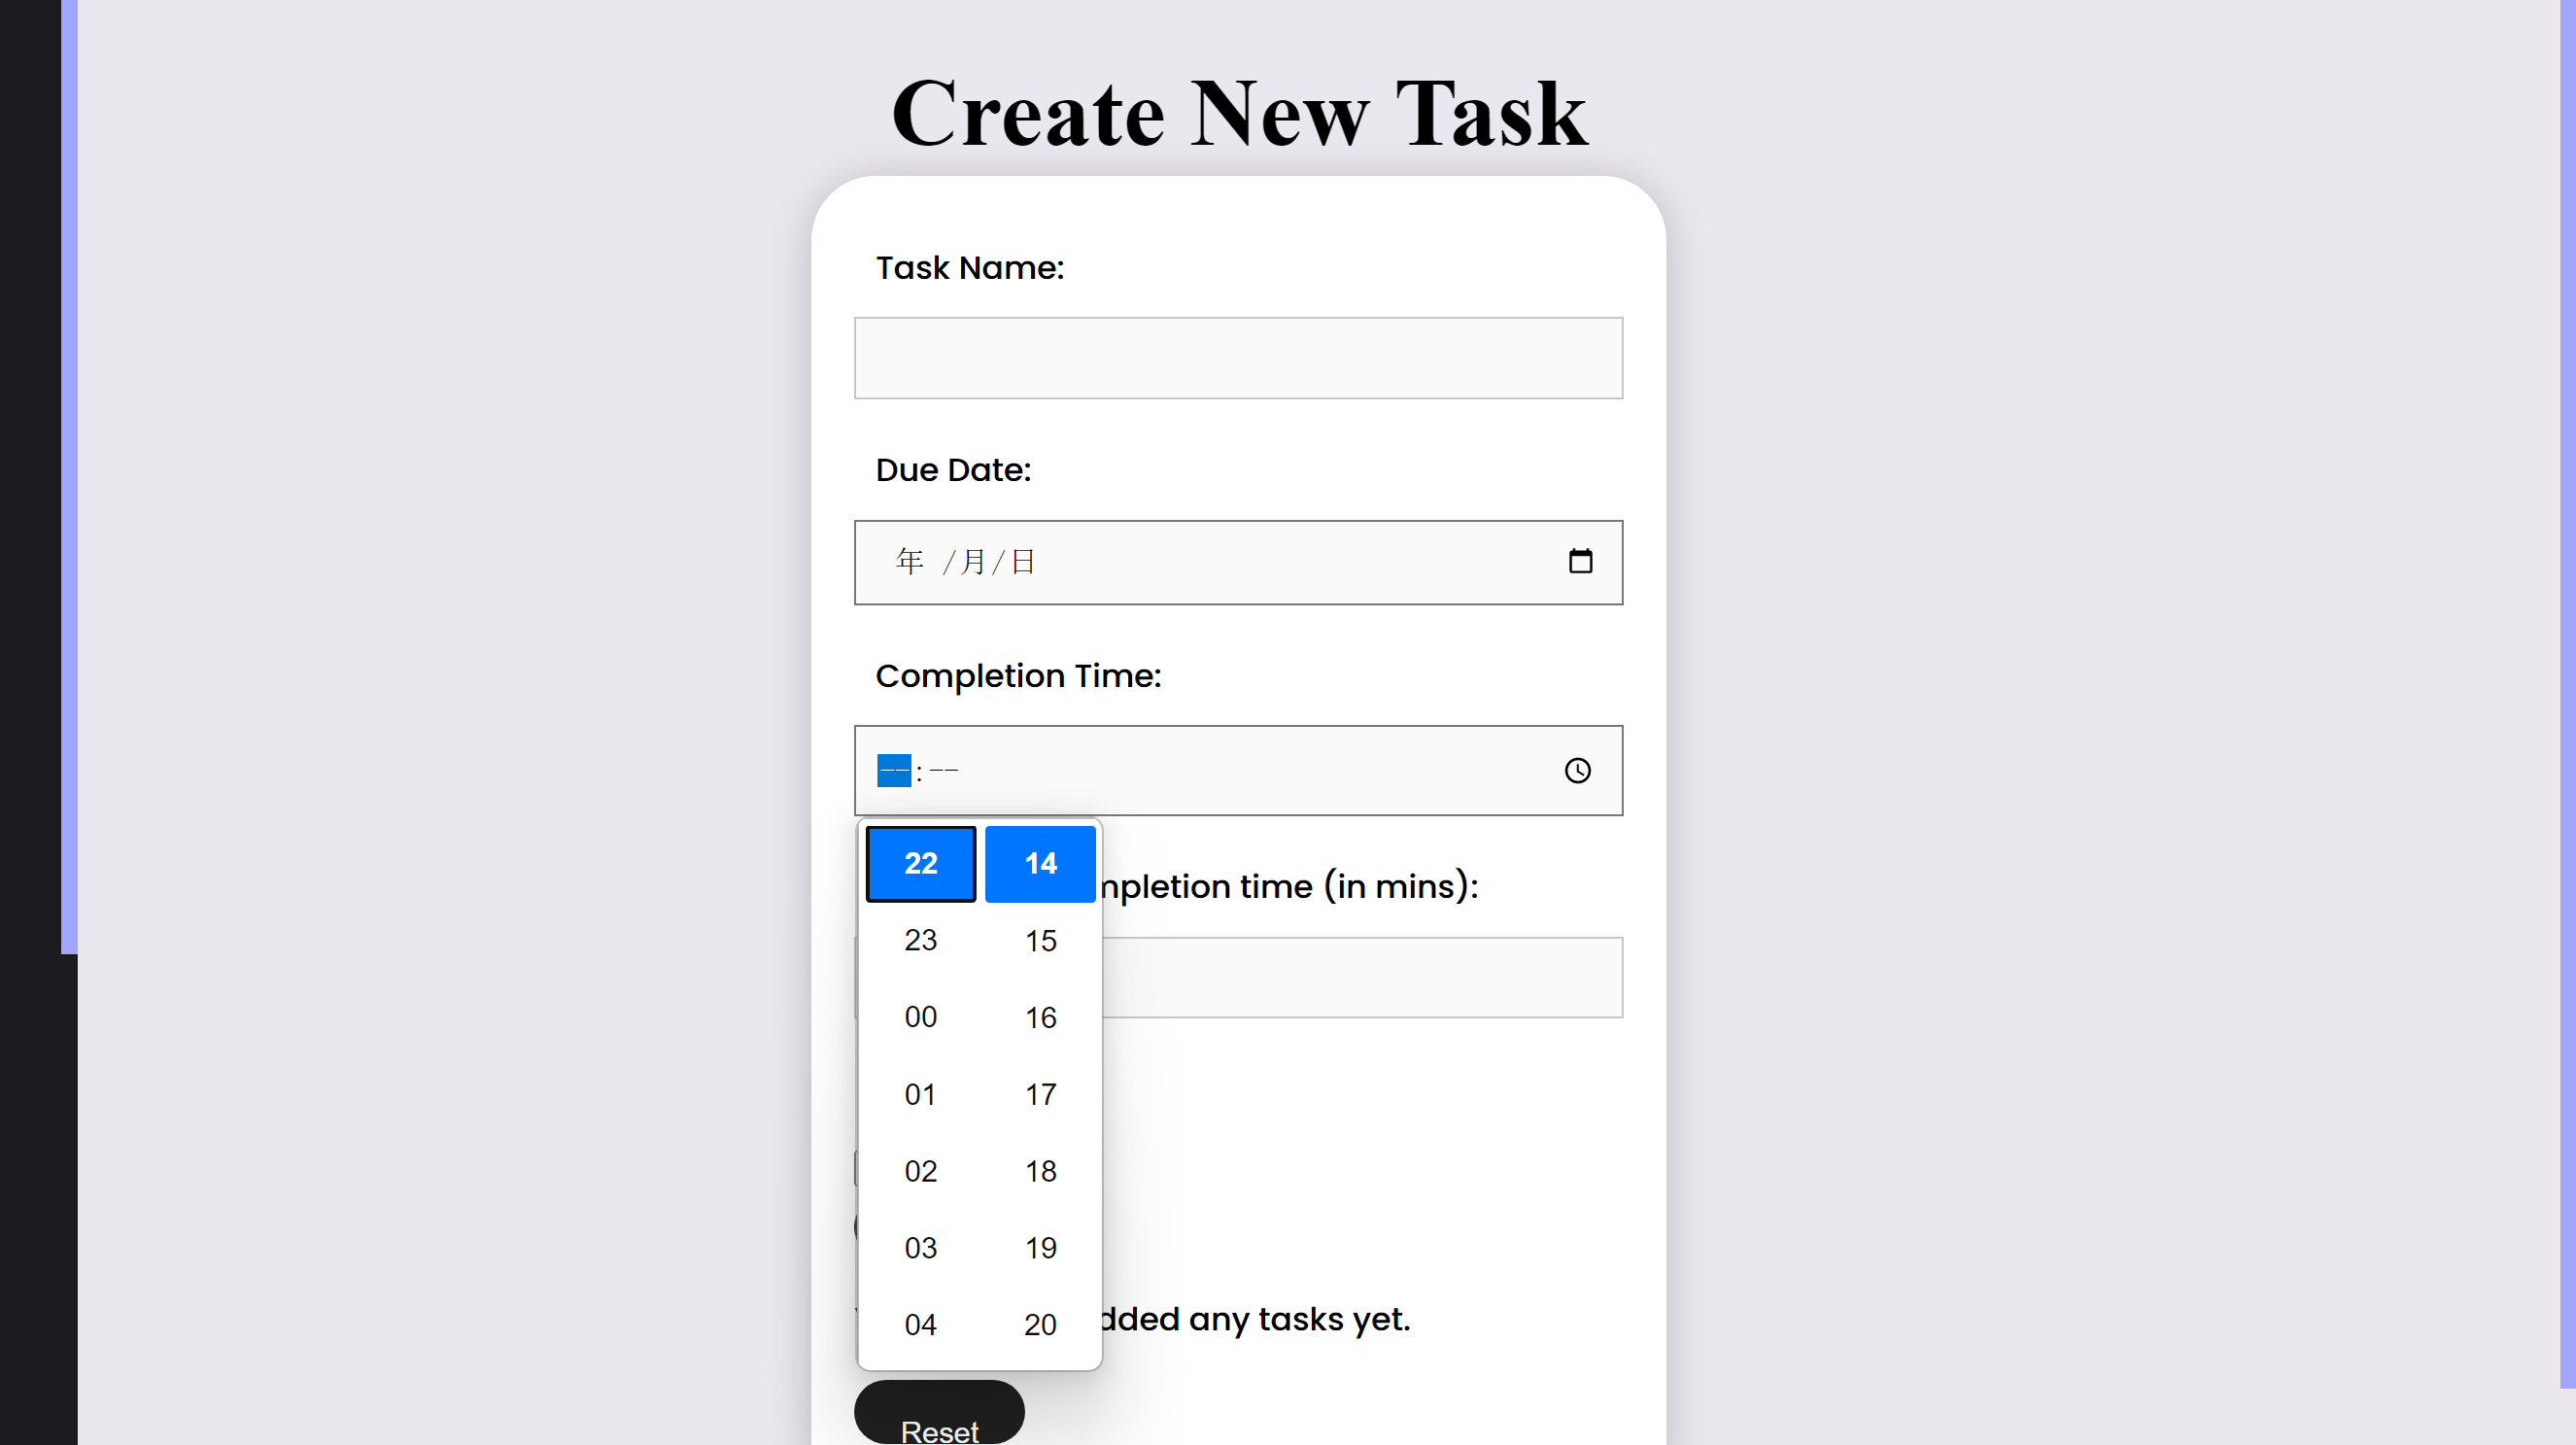 Create New Task
Task Name:
Due Date:
年 /月/日
Completion Time:
--:--
22 14
mpletion time (in mins):
23 15
00 16
01 17
02 18
03 19
04 20
dded any tasks yet.
Reset